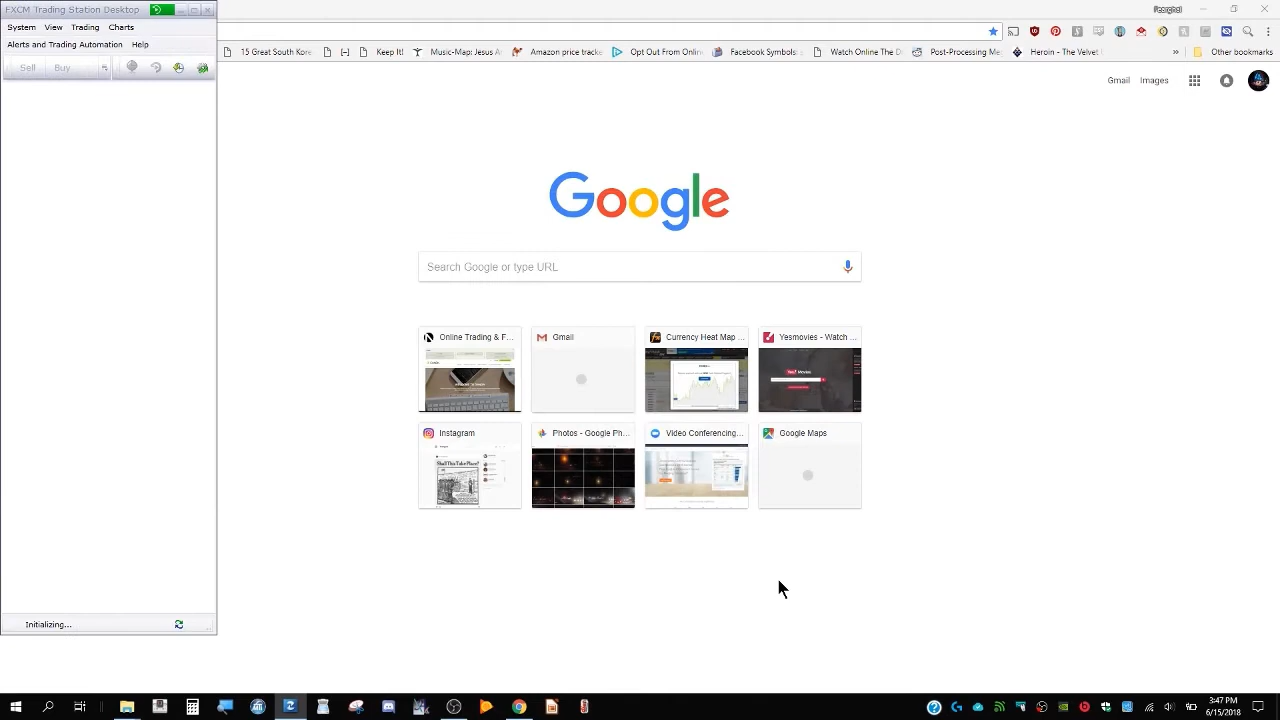 FXCM Trading Station Desktop
System View Trading Charts
Alerts and Trading Automation Help
Sell Buy
15 Great South Kore
(--)
Keep It!
Music-Map: Jesus A
Amazon price track
Opt Out From Onlin
Facebook Symbols
Watch Online The D
Post-Processing Me
Heroin - The Velvet
Other bookmarks
Gmail Images
Google
Search Google or type URL
Online Trading & F...
Gmail
Currency Heat Map ...
Yesmovies - Watch ...
Instagram
Photos - Google Ph...
Video Conferencing,...
Google Maps
Initializing...
3:47 PM
6/15/2018